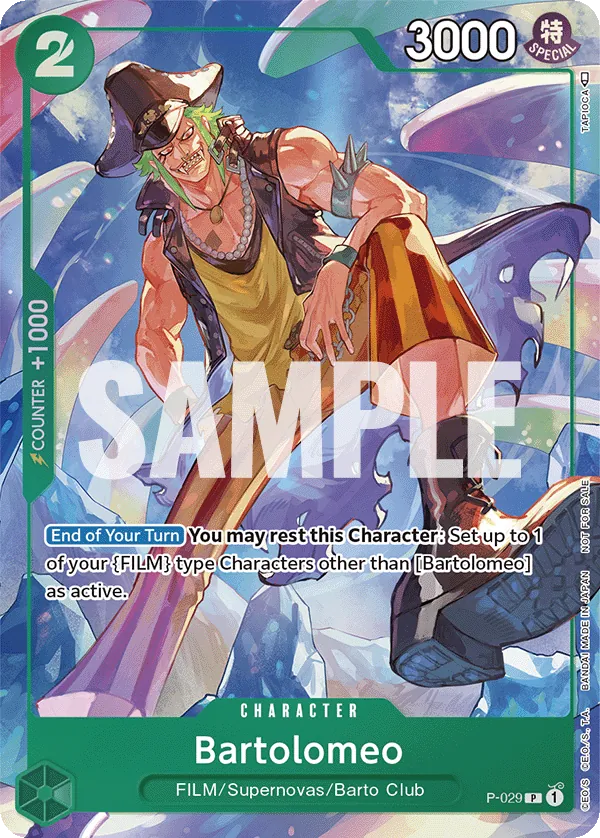 2
3000
特
SPECIAL
TAPIOCA
COUNTER +1000
SAMPLE
End of Your Turn You may rest this Character: Set up to 1
of your {FILM} type Characters other than [Bartolomeo]
as active.
©EO/S ©E.O./S., T.A. BANDAI MADE IN JAPAN NOT FOR SALE
CHARACTER
Bartolomeo
FILM/Supernovas/Barto Club
P-029 P 1